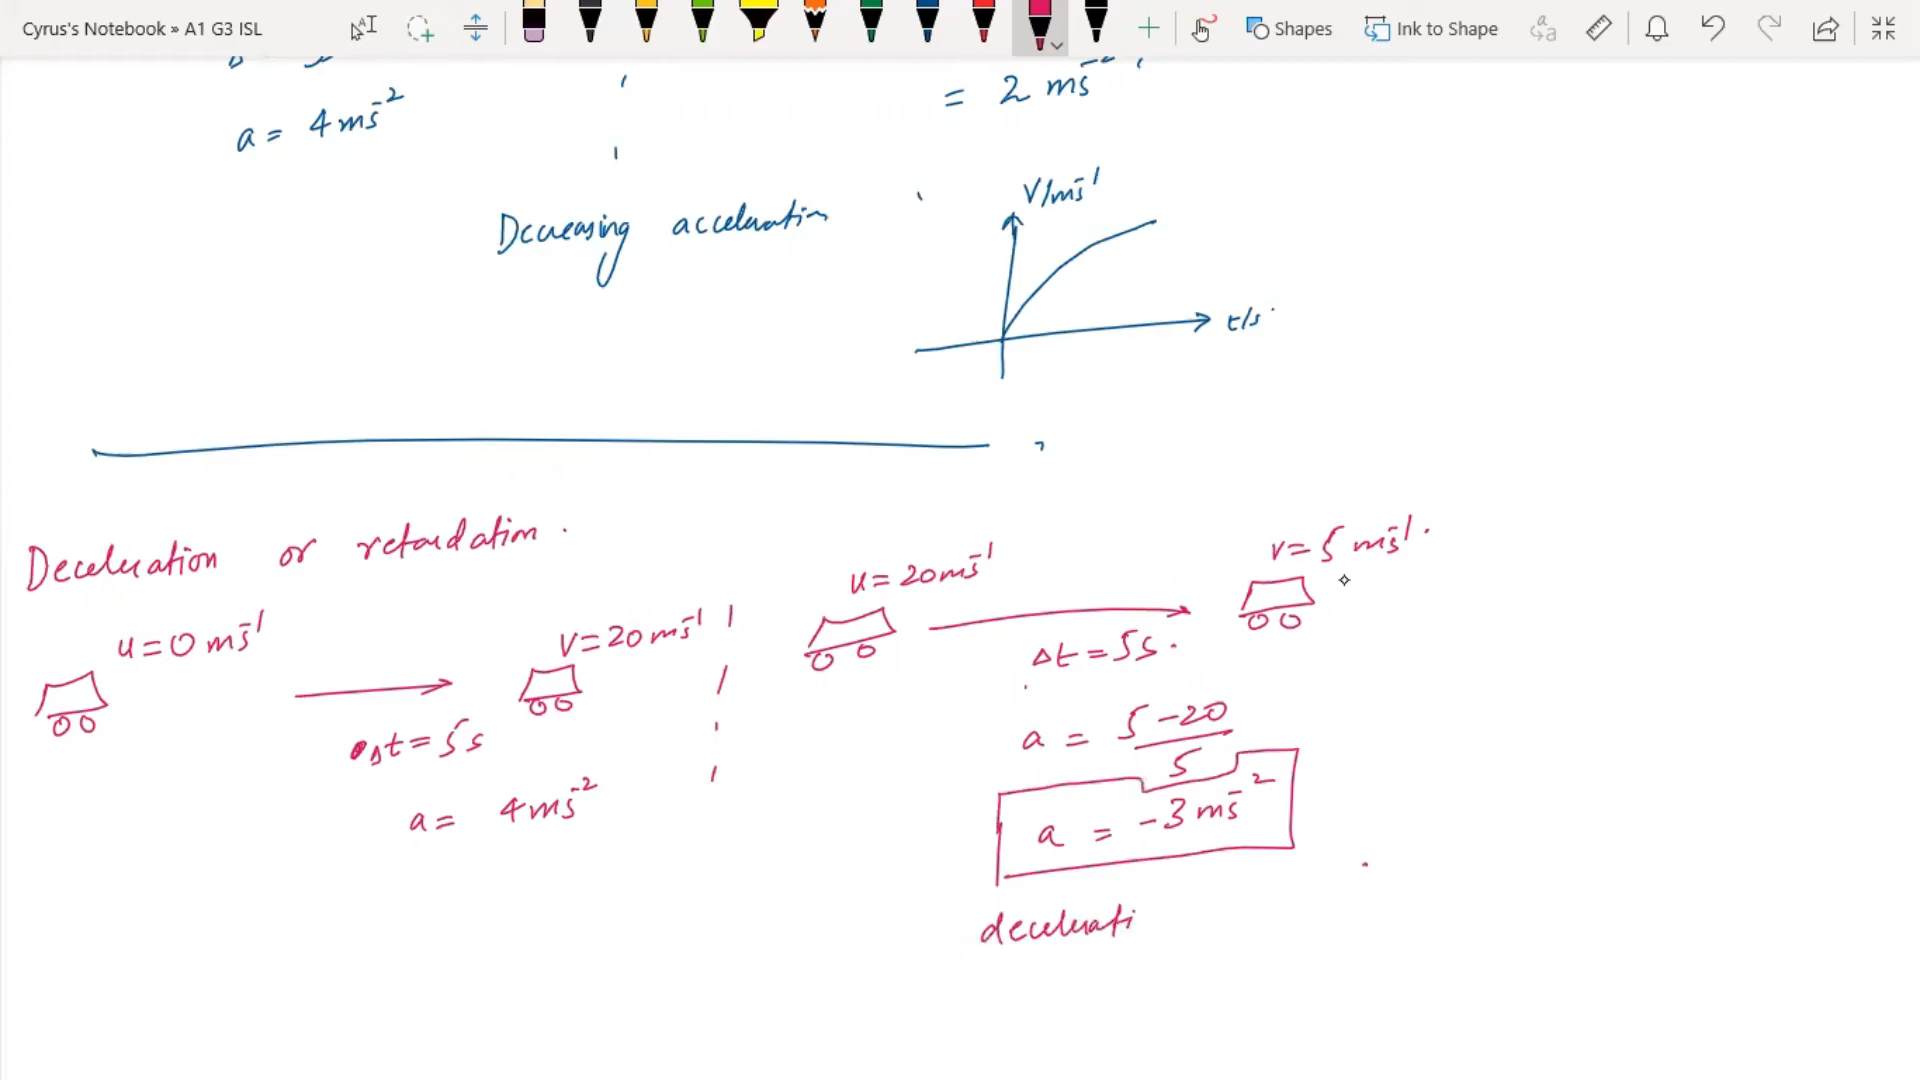 Cyrus's Notebook » A1 G3 ISL
Shapes
Ink to Shape
a = 4 ms⁻²
= 2 ms⁻²
Decreasing acceleration
V/ms⁻¹
t/s
Deceleration or retardation.
u = 0 ms⁻¹
V = 20 ms⁻¹
Δt = 5s
a = 4 ms⁻²
u = 20 ms⁻¹
v = 5 ms⁻¹.
Δt = 5s.
a = 5 - 20
5
a = -3 ms⁻²
decelerati